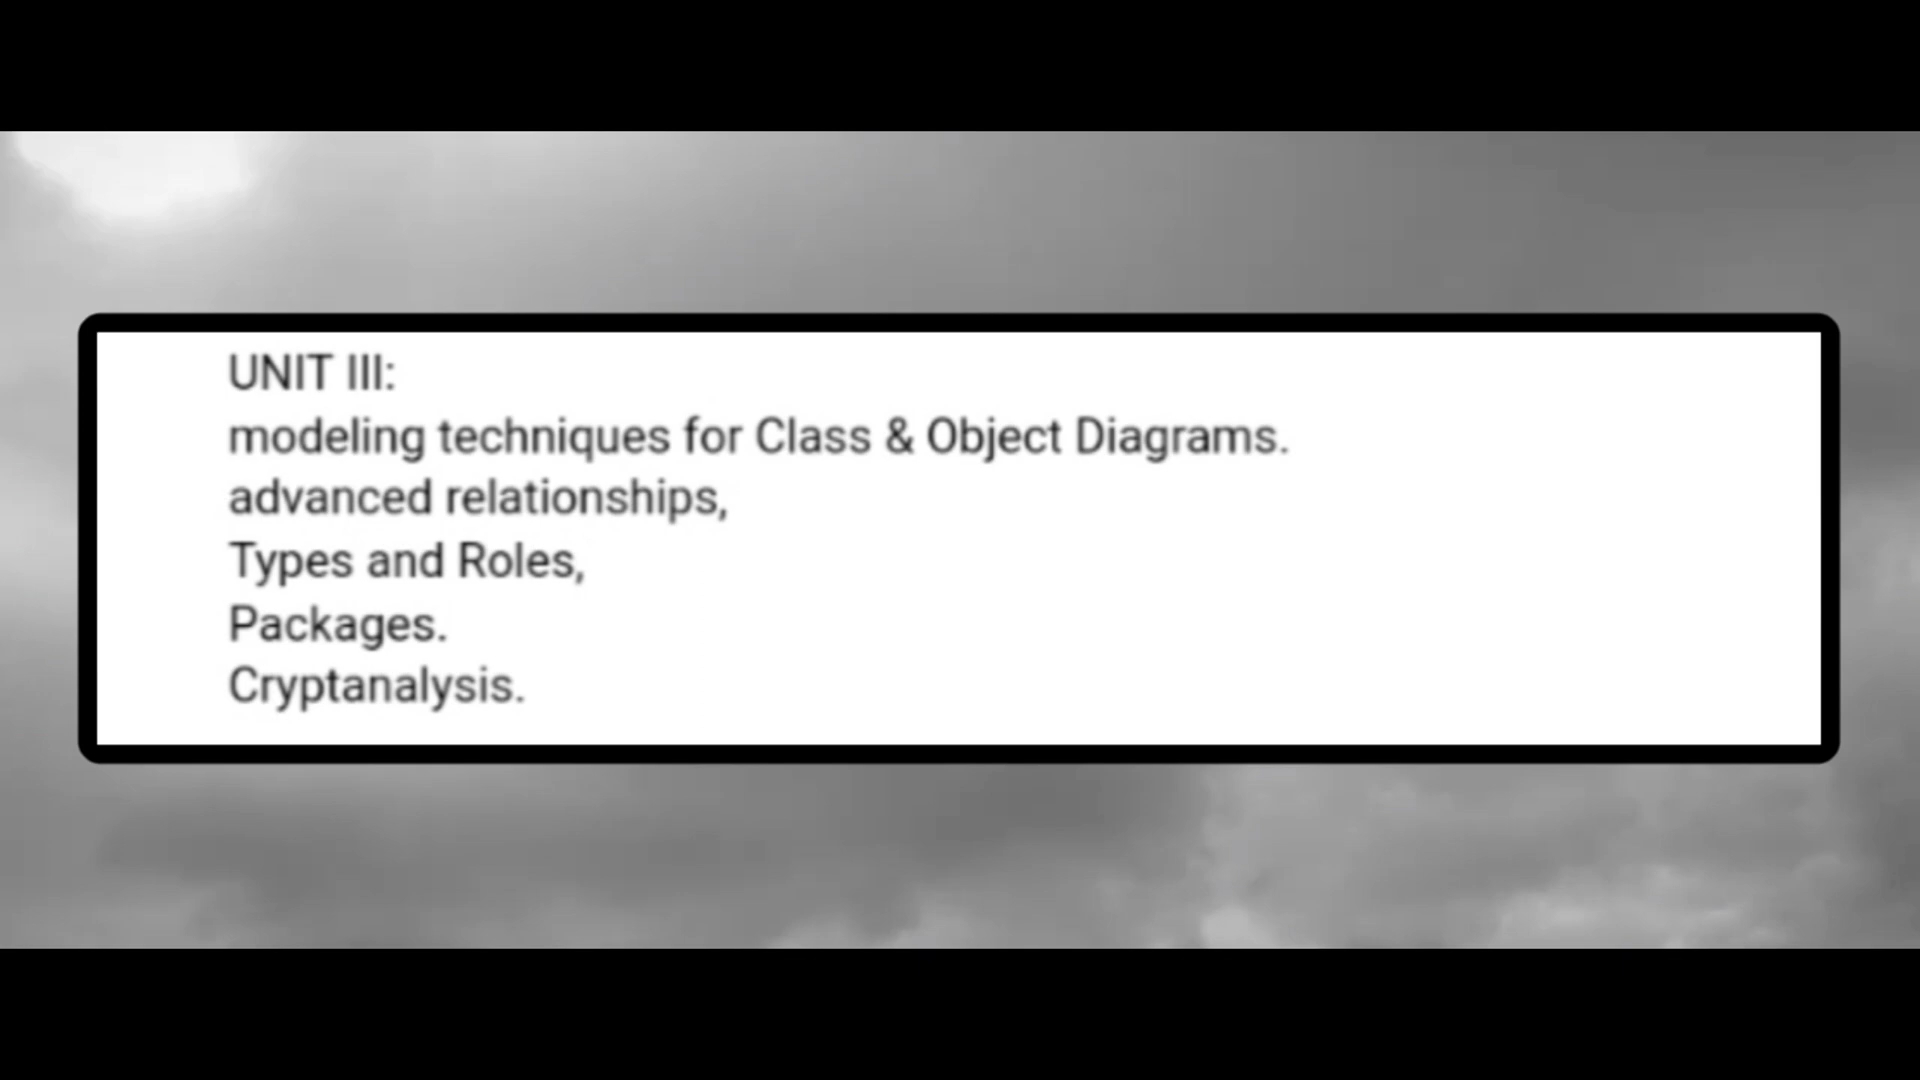 UNIT III:
modeling techniques for Class & Object Diagrams.
advanced relationships,
Types and Roles,
Packages.
Cryptanalysis.